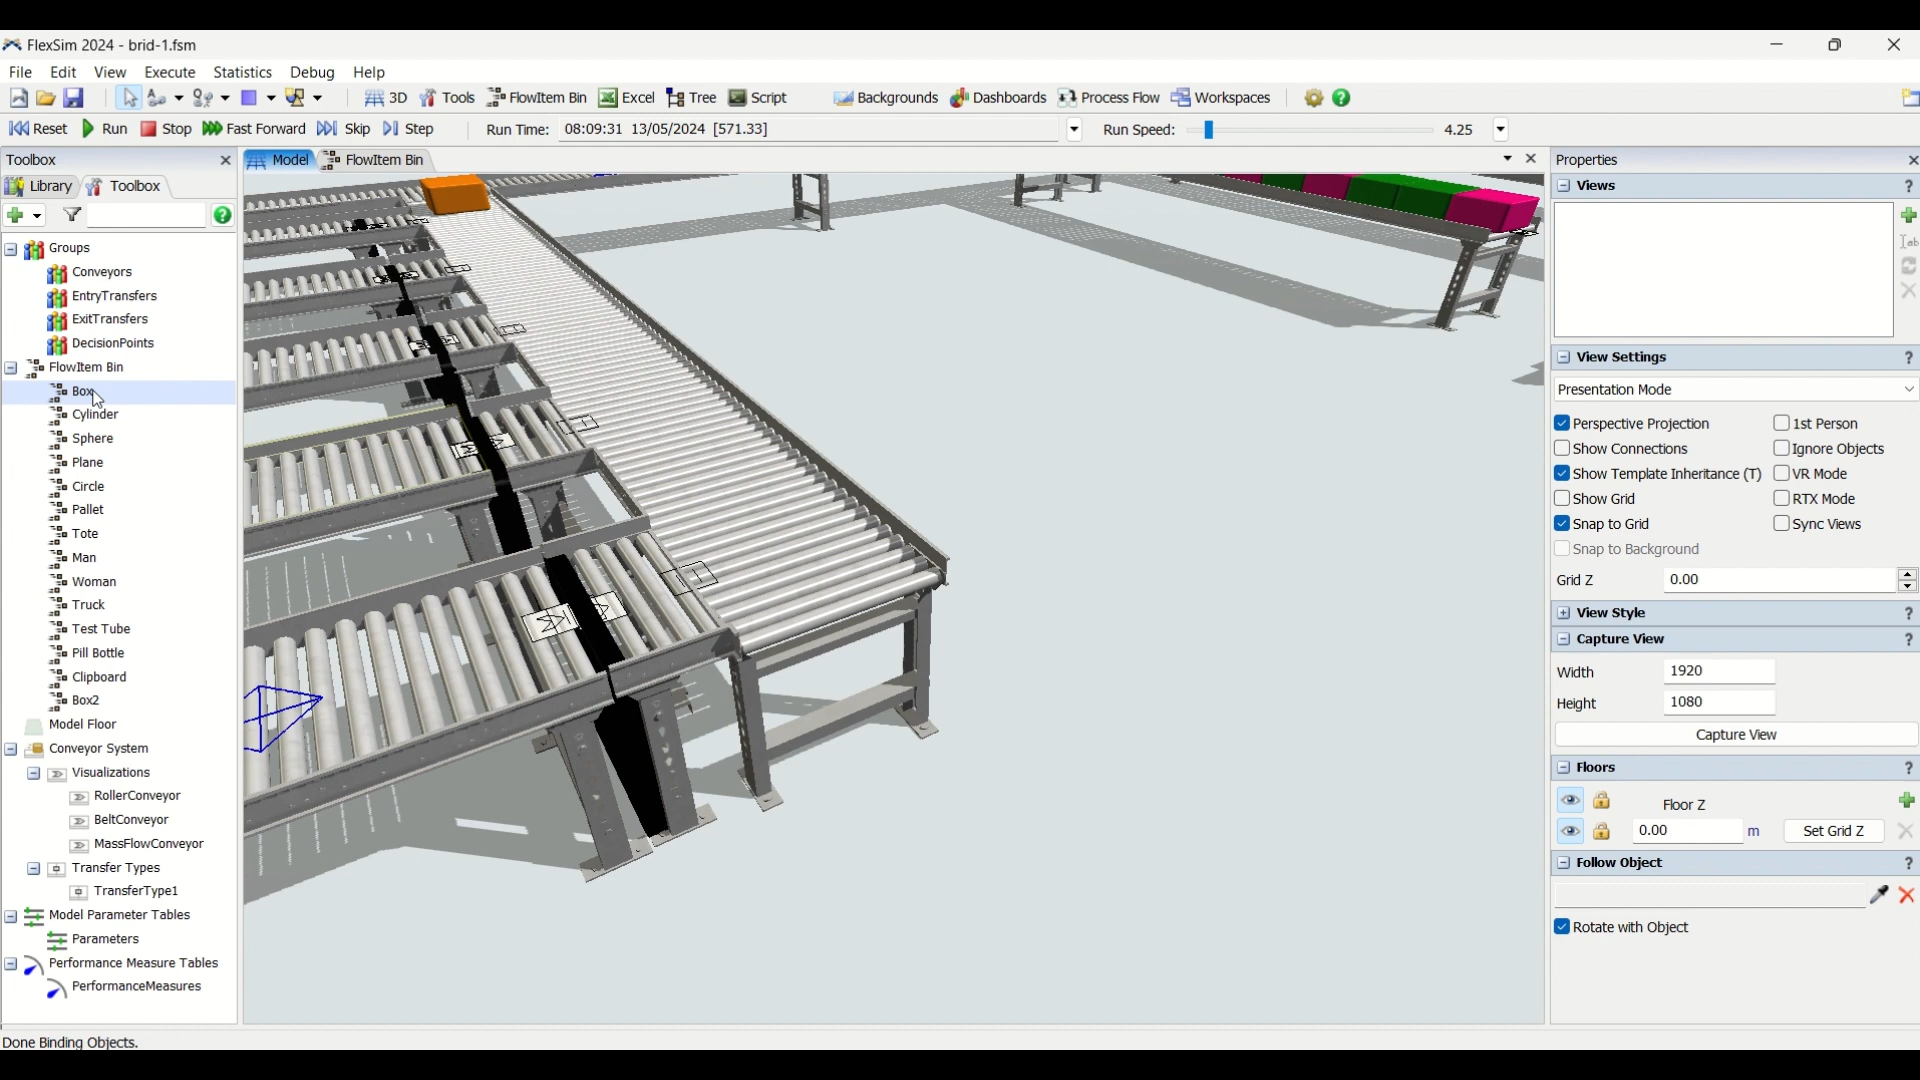 FlexSim 2024 - brid-1.fsm
File Edit View Execute Statistics Debug Help
3D Tools FlowItem Bin Excel Tree Script Backgrounds Dashboards Process Flow Workspaces
Reset Run Stop Fast Forward Skip Step Run Time: 08:09:31 13/05/2024 [571.33] Run Speed: 4.25
Toolbox
Library Toolbox
Groups
Conveyors
EntryTransfers
ExitTransfers
DecisionPoints
FlowItem Bin
Box
Cylinder
Sphere
Plane
Circle
Pallet
Tote
Man
Woman
Truck
Test Tube
Pill Bottle
Clipboard
Box2
Model Floor
Conveyor System
Visualizations
RollerConveyor
BeltConveyor
MassFlowConveyor
Transfer Types
TransferType1
Model Parameter Tables
Parameters
Performance Measure Tables
PerformanceMeasures
Model FlowItem Bin
Properties
Views ?
View Settings ?
Presentation Mode
Perspective Projection 1st Person
Show Connections Ignore Objects
Show Template Inheritance (T) VR Mode
Show Grid RTX Mode
Snap to Grid Sync Views
Snap to Background
Grid Z 0.00
View Style ?
Capture View ?
Width 1920
Height 1080
Capture View
Floors ?
Floor Z
0.00 m Set Grid Z
Follow Object ?
Rotate with Object
Done Binding Objects.